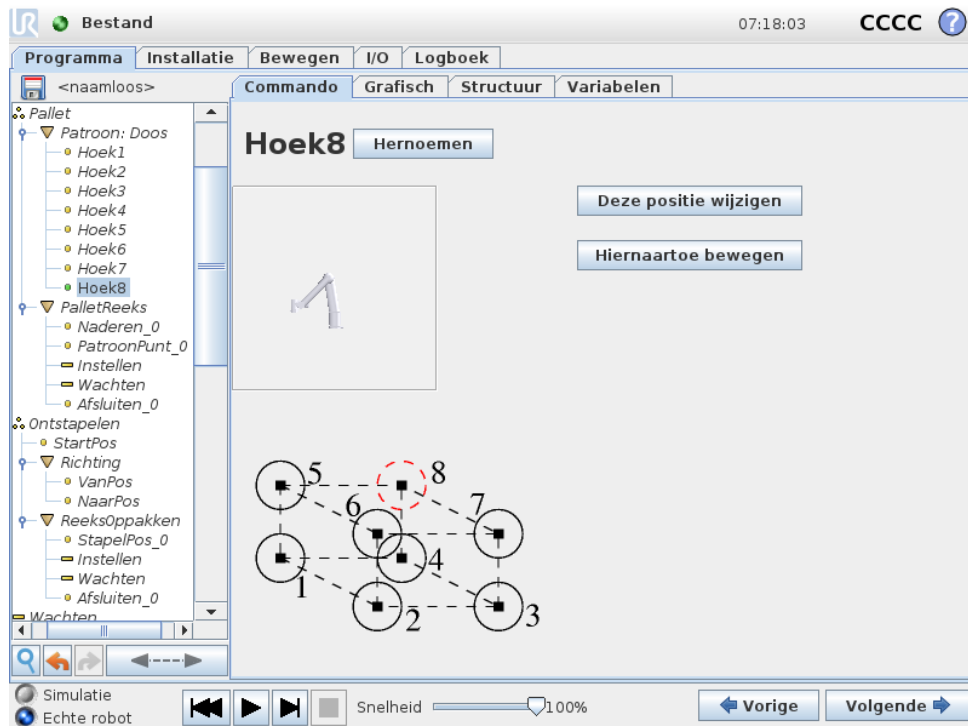 UR Bestand 07:18:03 CCCC ?
Programma Installatie Bewegen I/O Logboek
<naamloos> Commando Grafisch Structuur Variabelen
Pallet
Patroon: Doos
Hoek1
Hoek2
Hoek3
Hoek4
Hoek5
Hoek6
Hoek7
Hoek8
PalletReeks
Naderen_0
PatroonPunt_0
Instellen
Wachten
Afsluiten_0
Ontstapelen
StartPos
Richting
VanPos
NaarPos
ReeksOppakken
StapelPos_0
Instellen
Wachten
Afsluiten_0
Wachten
Hoek8 Hernoemen
Deze positie wijzigen
Hiernaartoe bewegen
5 8
6 7
1 4
2 3
Simulatie
Echte robot
Snelheid 100%
Vorige Volgende